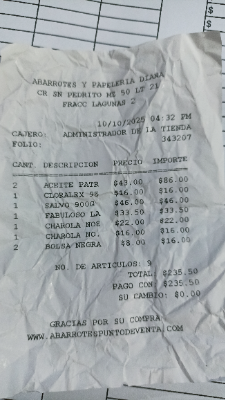 ABARROTES Y PAPELERIA DIANA
CR SN PEDRITO MZ 90 LT 21
FRACC LAGUNAS 2
10/10/2025 04:32 PM
CAJERO: ADMINISTRADOR DE LA TIENDA
FOLIO: 343207
CANT. DESCRIPCION PRECIO IMPORTE
2 ACEITE PATR $43.00 $86.00
1 CLORALEX 95 $16.00 $16.00
1 SALVO 900G $46.00 $46.00
1 FABULOSO LA $33.50 $33.50
1 CHAROLA NOE $22.00 $22.00
1 CHAROLA NO. $16.00 $16.00
2 BOLSA NEGRA $8.00 $16.00
NO. DE ARTICULOS: 9
TOTAL: $235.50
PAGO CON: $235.50
SU CAMBIO: $0.00
GRACIAS POR SU COMPRA
WWW.ABARROTESPUNTODEVENTA.COM